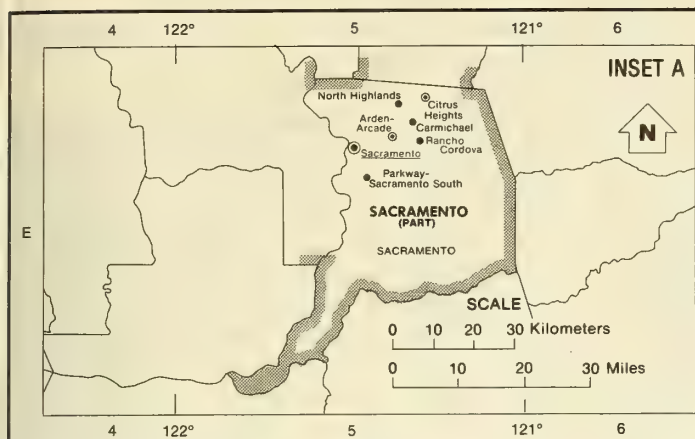 4 122° 5 121° 6
INSET A
N
North Highlands
Citrus
Heights
Arden-
Arcade
Carmichael
Rancho
Cordova
Sacramento
Parkway-
Sacramento South
SACRAMENTO
(PART)
SACRAMENTO
E
SCALE
0 10 20 30 Kilometers
0 10 20 30 Miles
4 122° 5 121° 6